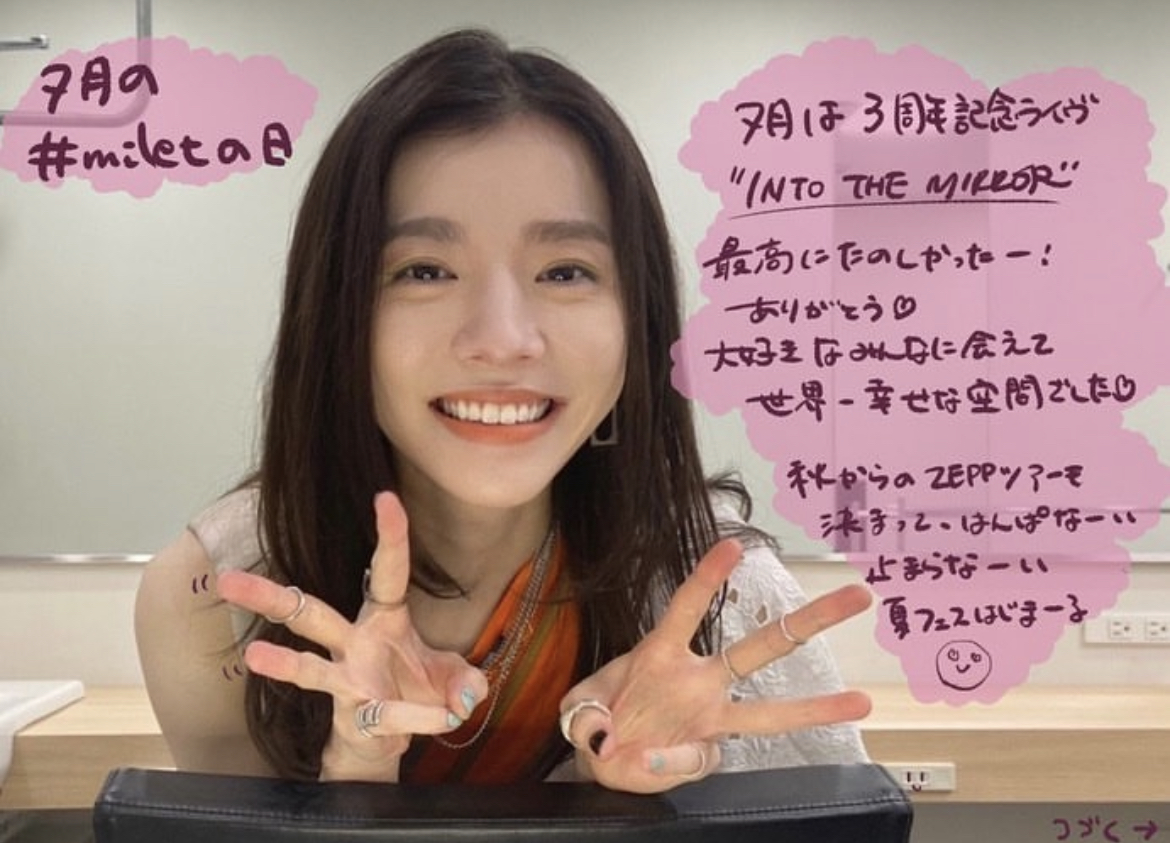 7月の
#miletの日
7月は3周年記念ライヴ
"INTO THE MIRROR"
最高にたのしかったー!
ありがとう♡
大好きなみんなに会えて
世界一幸せな空間でした♡
秋からのZEPPツアーも
決まって、はんぱなーいい
止まらなーいい
夏フェスはじまーる
つづく→